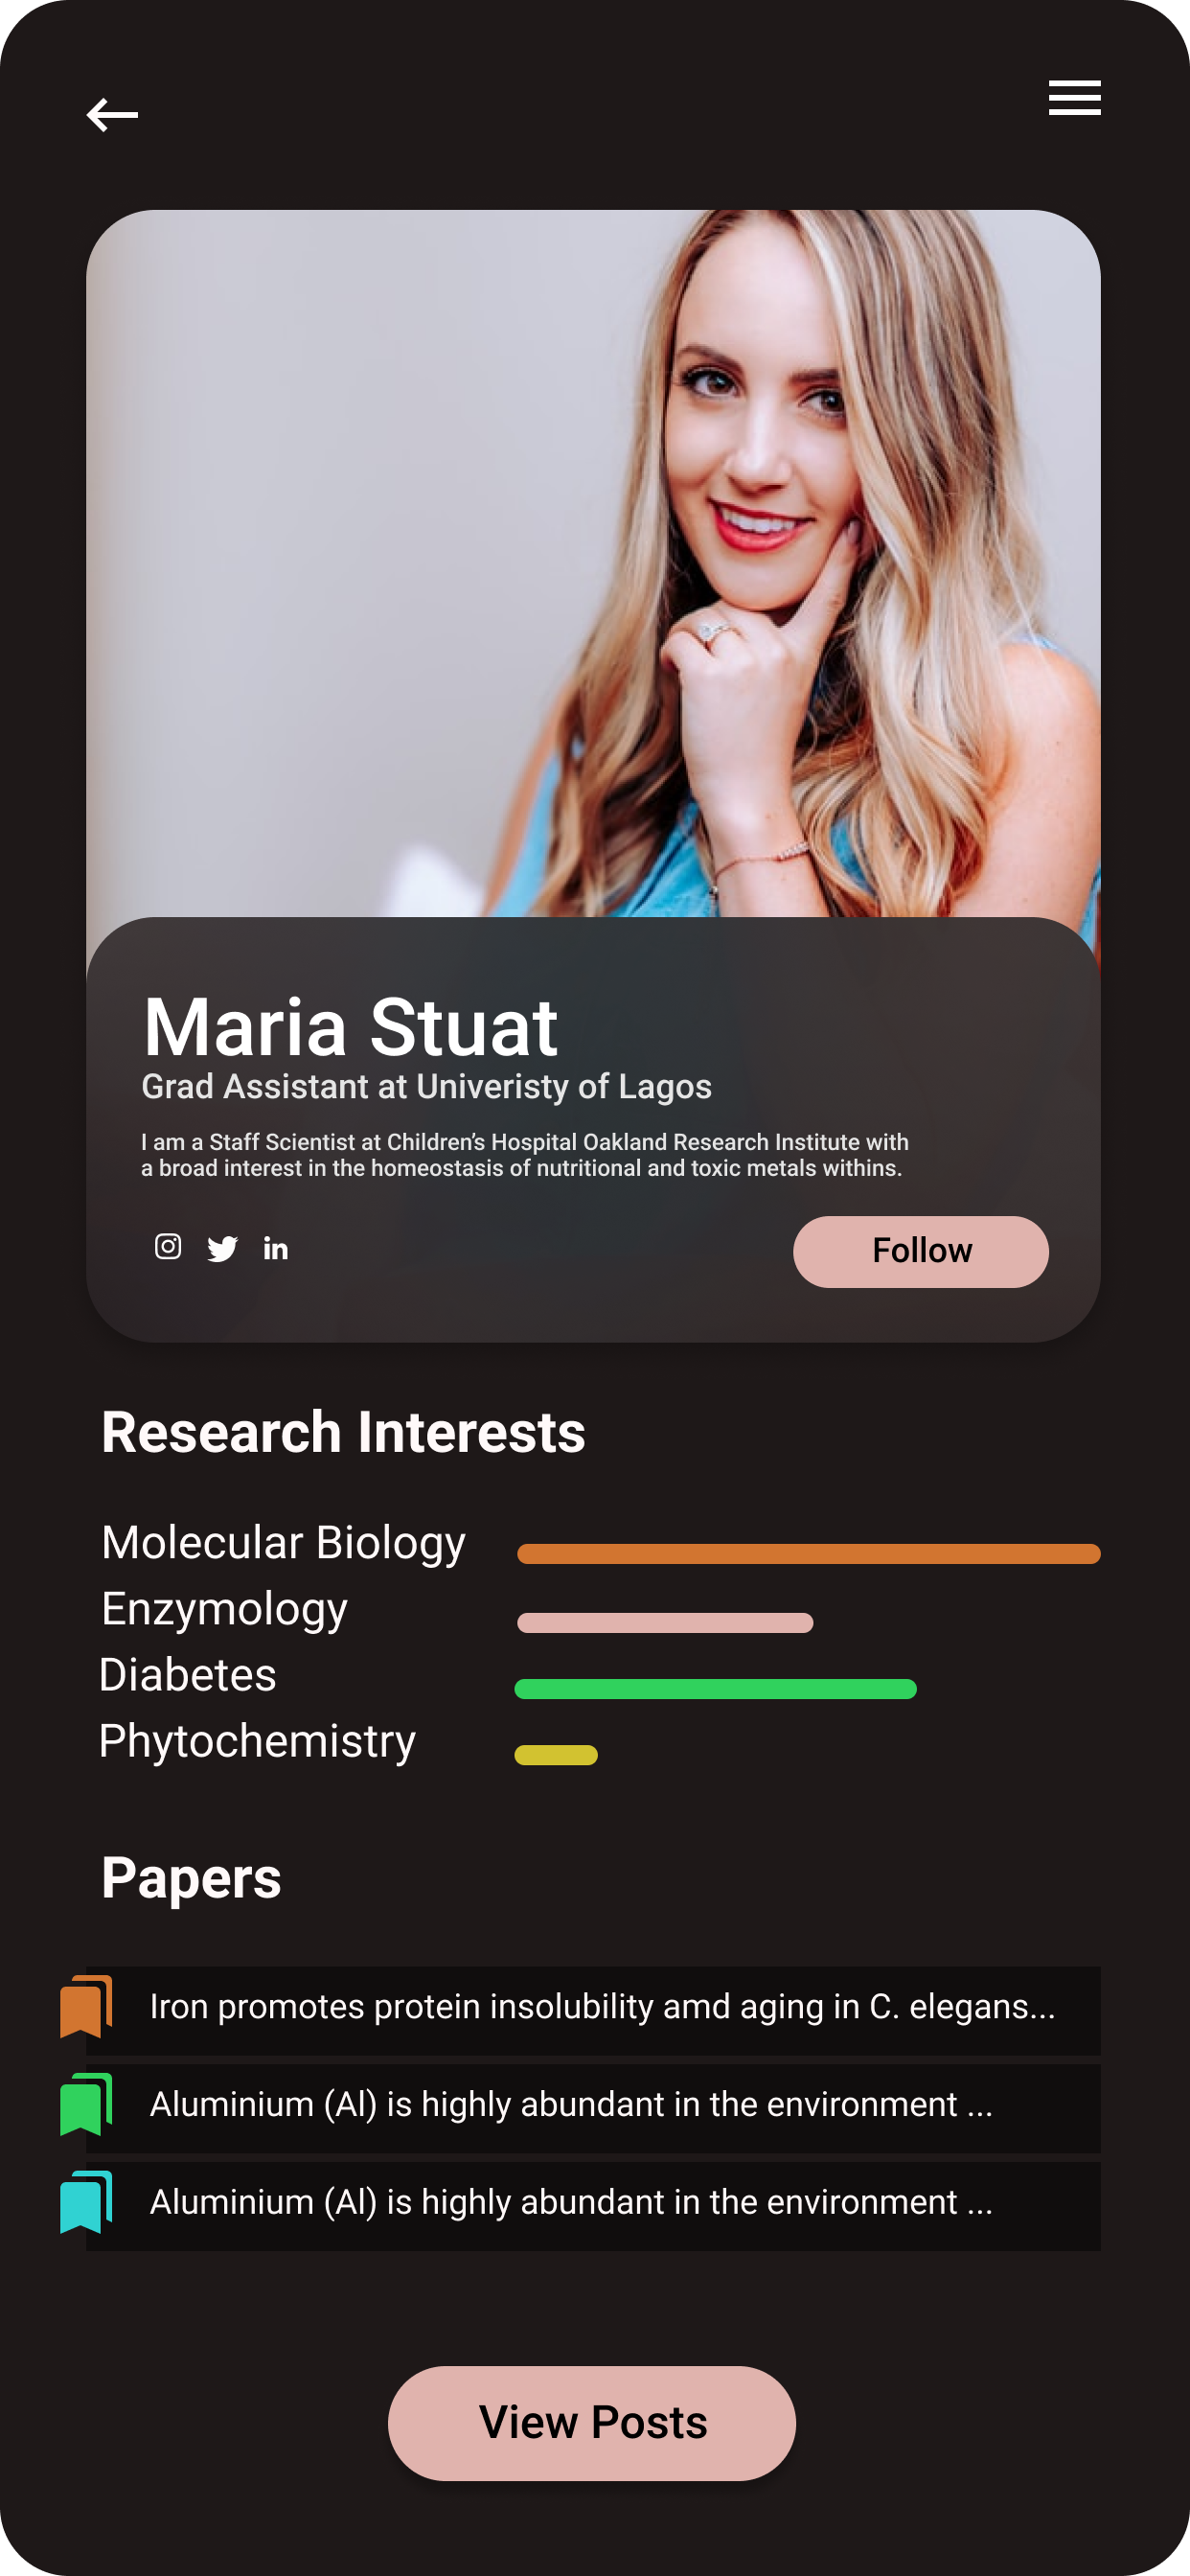 Maria Stuat
Grad Assistant at Univeristy of Lagos
I am a Staff Scientist at Children’s Hospital Oakland Research Institute with
a broad interest in the homeostasis of nutritional and toxic metals withins.
in
Follow
Research Interests
Molecular Biology
Enzymology
Diabetes
Phytochemistry
Papers
Iron promotes protein insolubility amd aging in C. elegans...
Aluminium (Al) is highly abundant in the environment ...
Aluminium (Al) is highly abundant in the environment ...
View Posts